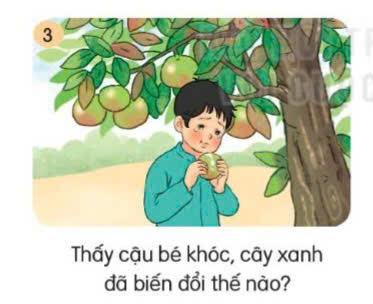 3
Thấy cậu bé khóc, cây xanh
đã biến đổi thế nào?